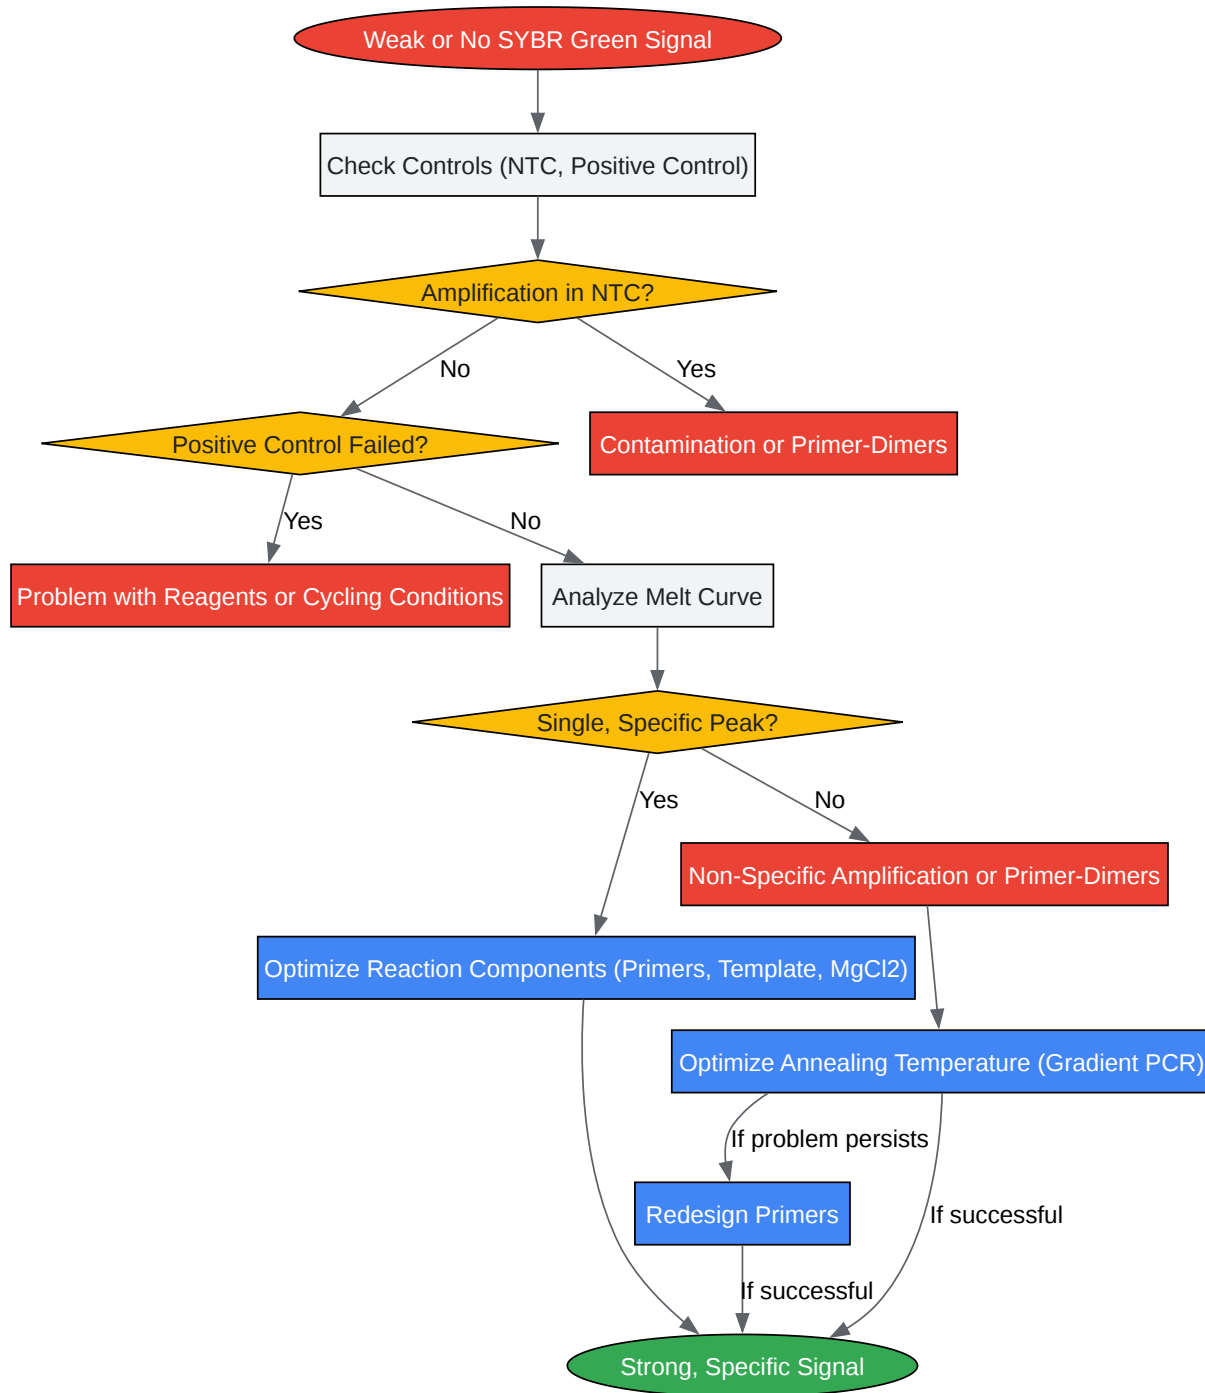 Weak or No SYBR Green Signal
Check Controls (NTC, Positive Control)
Amplification in NTC?
No
Yes
Positive Control Failed?
Contamination or Primer-Dimers
Yes
No
Problem with Reagents or Cycling Conditions
Analyze Melt Curve
Single, Specific Peak?
Yes
No
Non-Specific Amplification or Primer-Dimers
Optimize Reaction Components (Primers, Template, MgCl2)
Optimize Annealing Temperature (Gradient PCR)
If problem persists
Redesign Primers
If successful
If successful
Strong, Specific Signal